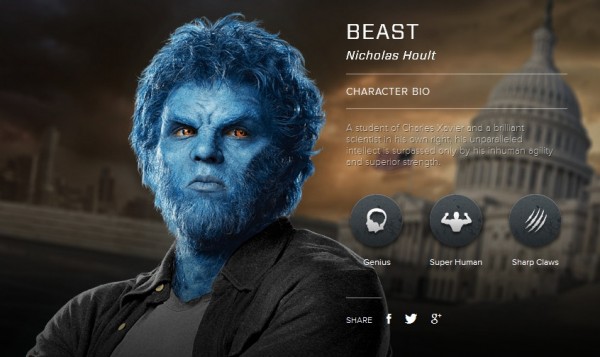 BEAST
Nicholas Hoult
CHARACTER BIO
A student of Charles Xavier and a brilliant
scientist in his own right, his unparalleled
intellect is surpassed only by his inhuman agility
and superior strength.
Genius Super Human Sharp Claws
SHARE f g+